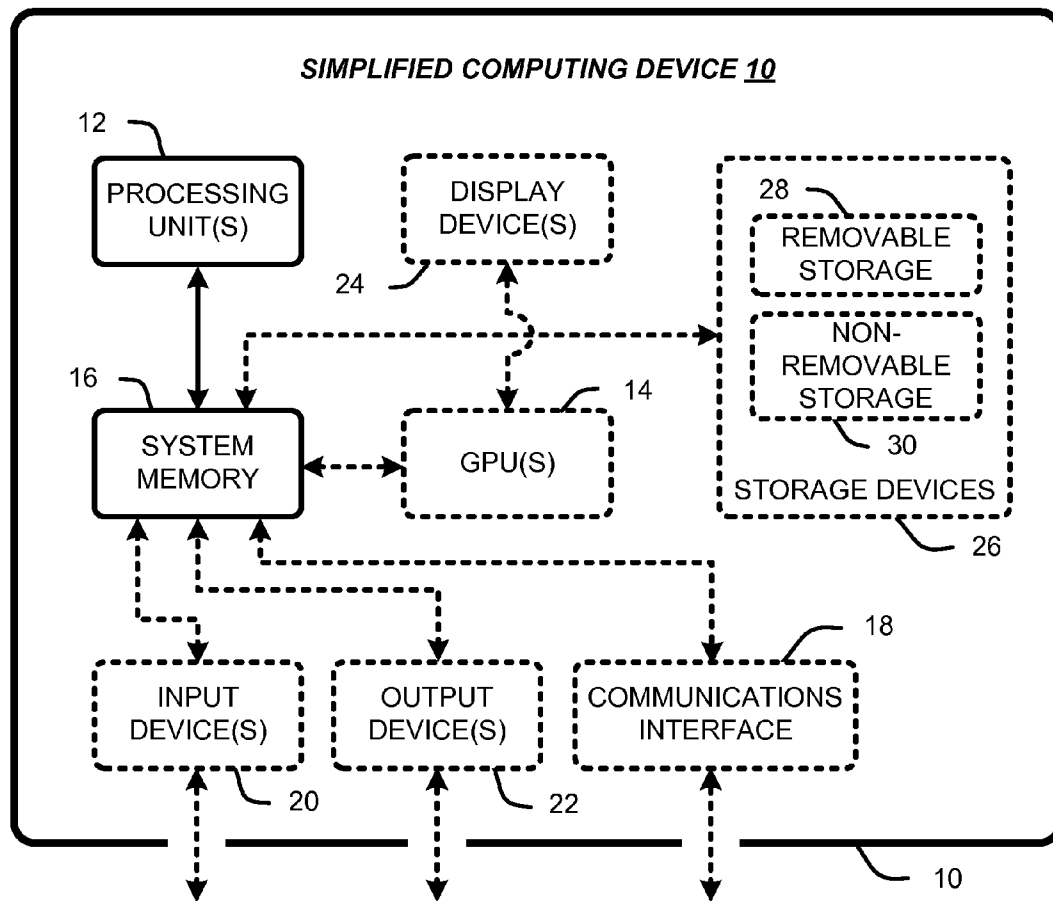 SIMPLIFIED COMPUTING DEVICE 10
12
PROCESSING
UNIT(S)
DISPLAY
DEVICE(S)
24
28
REMOVABLE
STORAGE
NON-
REMOVABLE
STORAGE
30
STORAGE DEVICES
26
16
SYSTEM
MEMORY
14
GPU(S)
18
INPUT
DEVICE(S)
20
OUTPUT
DEVICE(S)
22
COMMUNICATIONS
INTERFACE
10